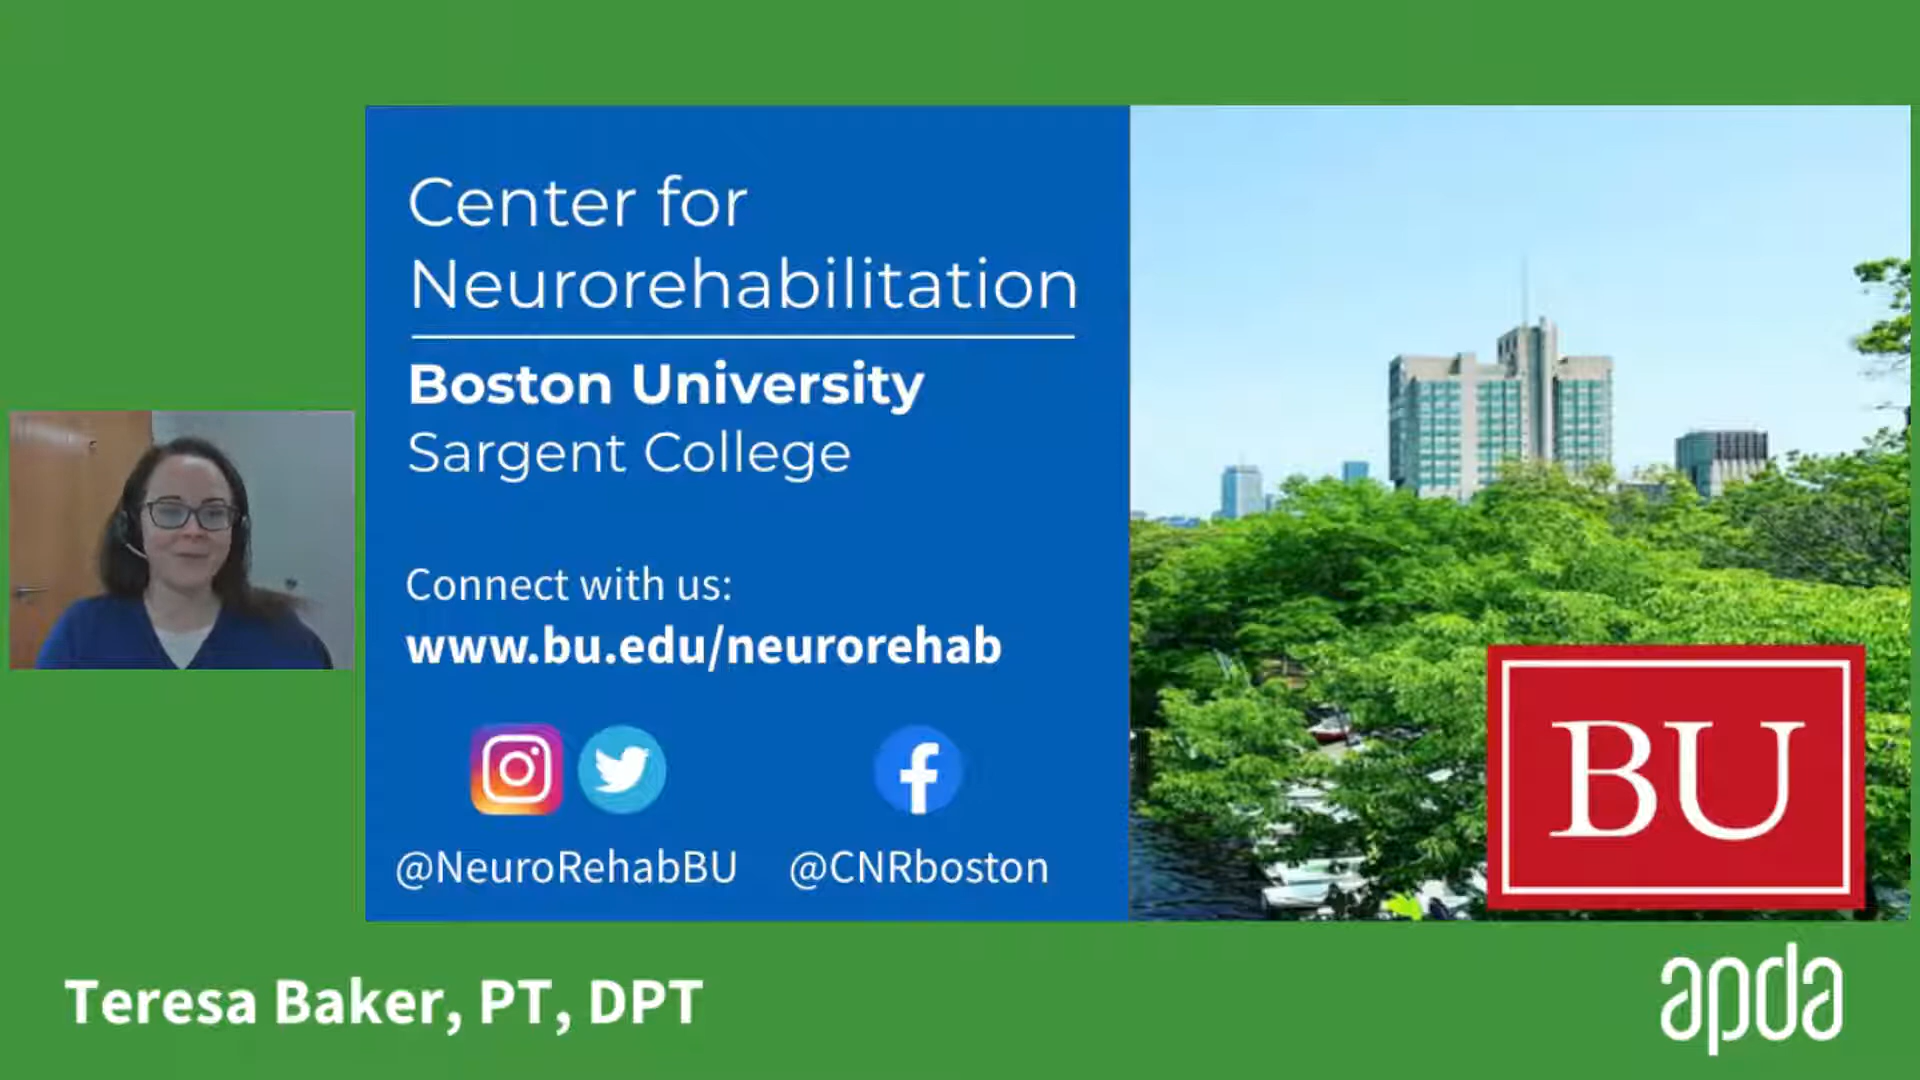 Center for
Neurorehabilitation
Boston University
Sargent College
Connect with us:
www.bu.edu/neurorehab
@NeuroRehabBU
@CNRboston
BU
Teresa Baker, PT, DPT
apda